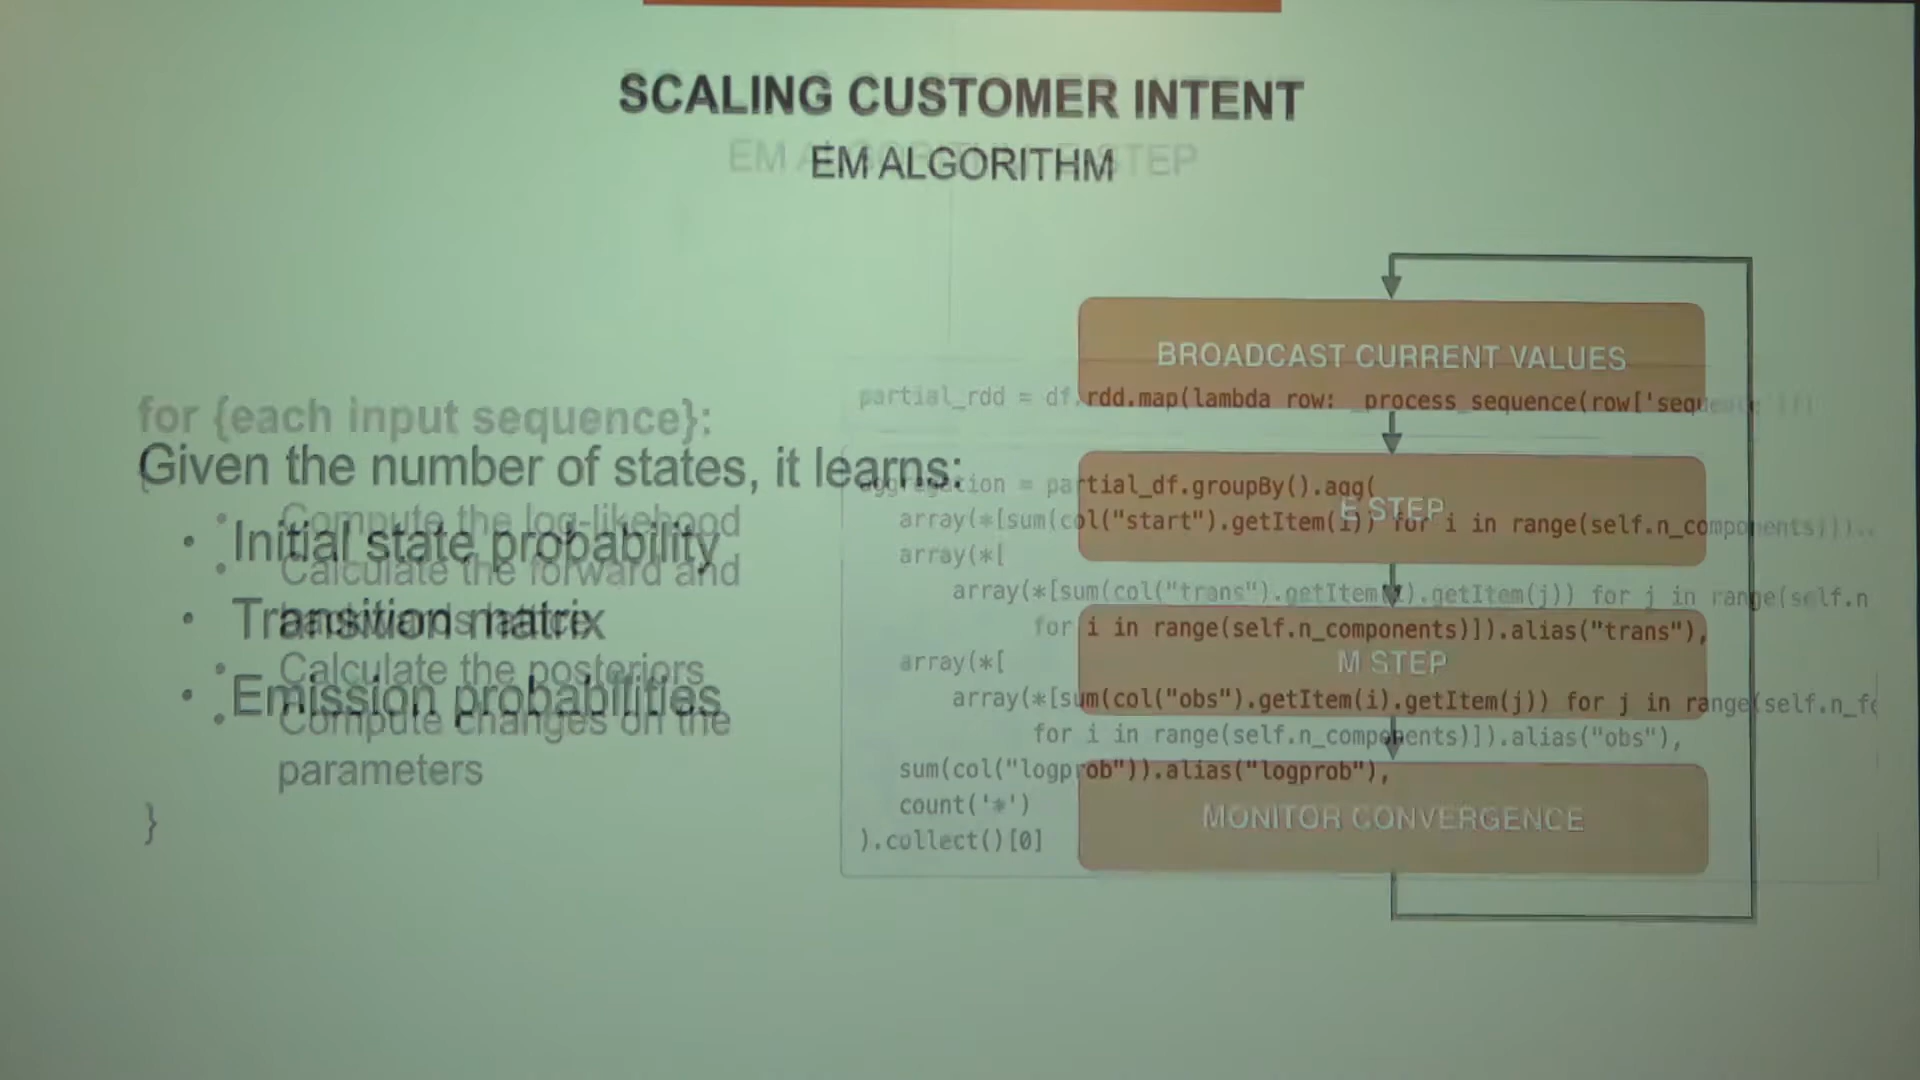 SCALING CUSTOMER INTENT
EM ALGORITHM
EM ALGORITHM E STEP
Given the number of states, it learns:
• Initial state probability
• Transition matrix
• Emission probabilities
BROADCAST CURRENT VALUES
E STEP
M STEP
MONITOR CONVERGENCE
for {each input sequence}:
{
• Compute the log-likehood
• Calculate the forward and
• Calculate the posteriors
• Compute changes on the
parameters
}
partial_rdd = df.rdd.map(lambda row: _process_sequence(row['sequence'
aggregation = partial_df.groupBy().agg(
array(*[sum(col("start").getItem(i)) for i in range(self.n_components)])..
array(*[
array(*[sum(col("trans").getItem(i).getItem(j)) for j in range(self.n
for i in range(self.n_components)]).alias("trans"),
array(*[
array(*[sum(col("obs").getItem(i).getItem(j)) for j in range(self.n_fe
for i in range(self.n_components)]).alias("obs"),
sum(col("logprob")).alias("logprob"),
count('*')
).collect()[0]